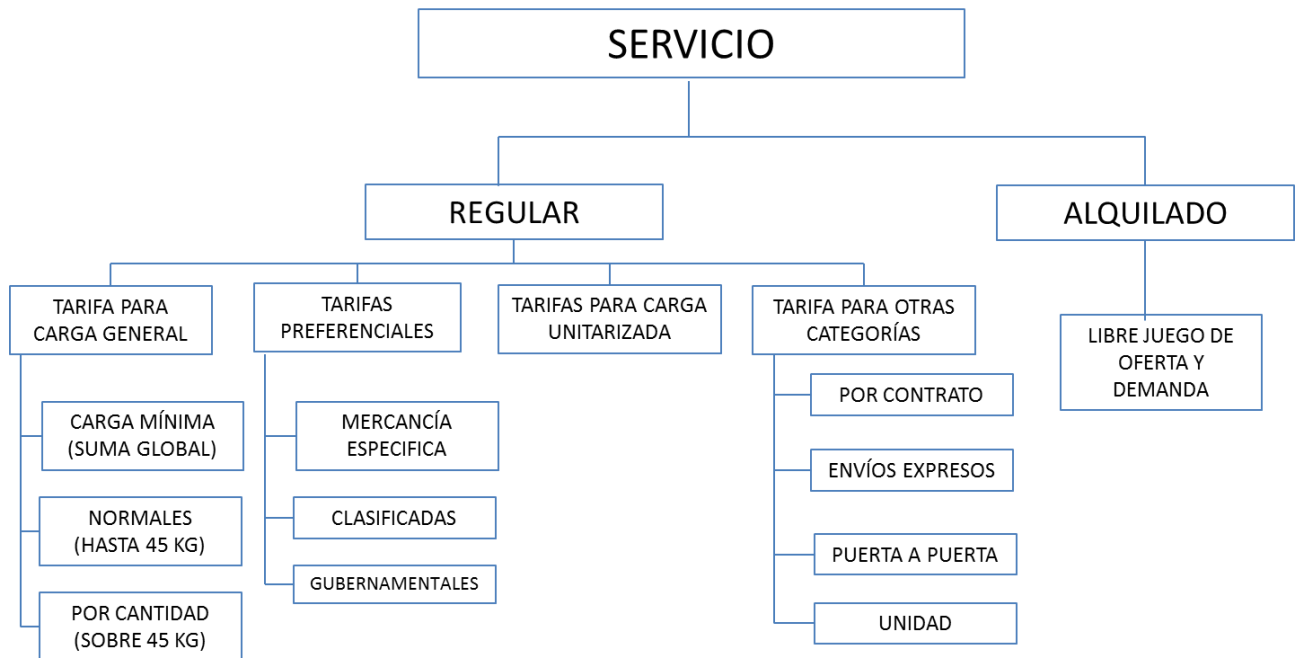 SERVICIO
REGULAR
ALQUILADO
TARIFA PARA
CARGA GENERAL
TARIFAS
PREFERENCIALES
TARIFAS PARA CARGA
UNITARIZADA
TARIFA PARA OTRAS
CATEGORÍAS
LIBRE JUEGO DE
OFERTA Y
DEMANDA
CARGA MÍNIMA
(SUMA GLOBAL)
NORMALES
(HASTA 45 KG)
POR CANTIDAD
(SOBRE 45 KG)
MERCANCÍA
ESPECIFICA
CLASIFICADAS
GUBERNAMENTALES
POR CONTRATO
ENVÍOS EXPRESOS
PUERTA A PUERTA
UNIDAD